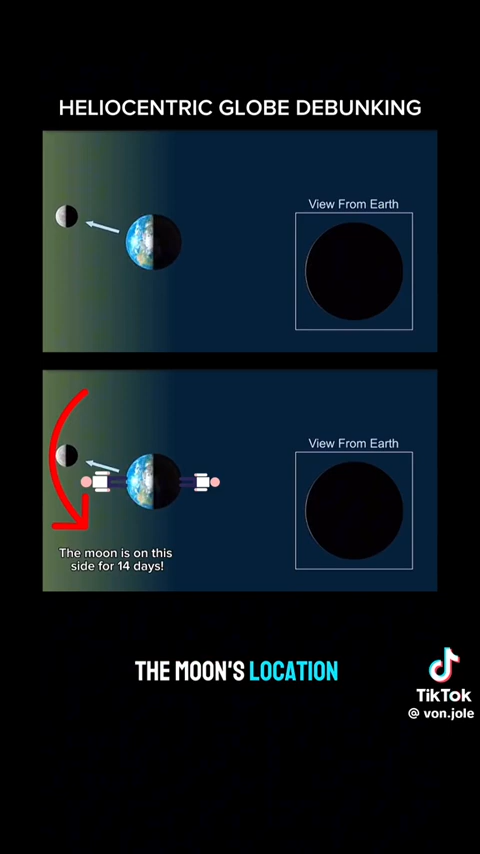 HELIOCENTRIC GLOBE DEBUNKING
View From Earth
View From Earth
The moon is on this
side for 14 days!
THE MOON'S LOCATION
TikTok
@ von.jole